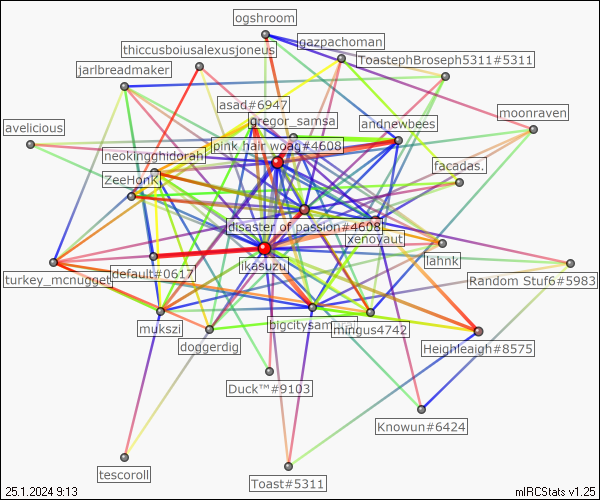 ogshroom
gazpachoman
thiccusboiusalexusjoneus
ToastephBroseph5311#5311
jarlbreadmaker
asad#6947
moonraven
gregor_samsa
andnewbees
avelicious
pink hair woag#4608
neokingghidorah
facadas.
ZeeHonK
disaster of passion#4608
xenoyaut
lahnk
ikasuzu
default#0617
turkey_mcnugget
Random Stuf6#5983
mukszi
bigcitysam
mingus4742
doggerdig
Heighleaigh#8575
Duck™#9103
Knowun#6424
tescoroll
Toast#5311
25.1.2024 9:13
mIRCStats v1.25